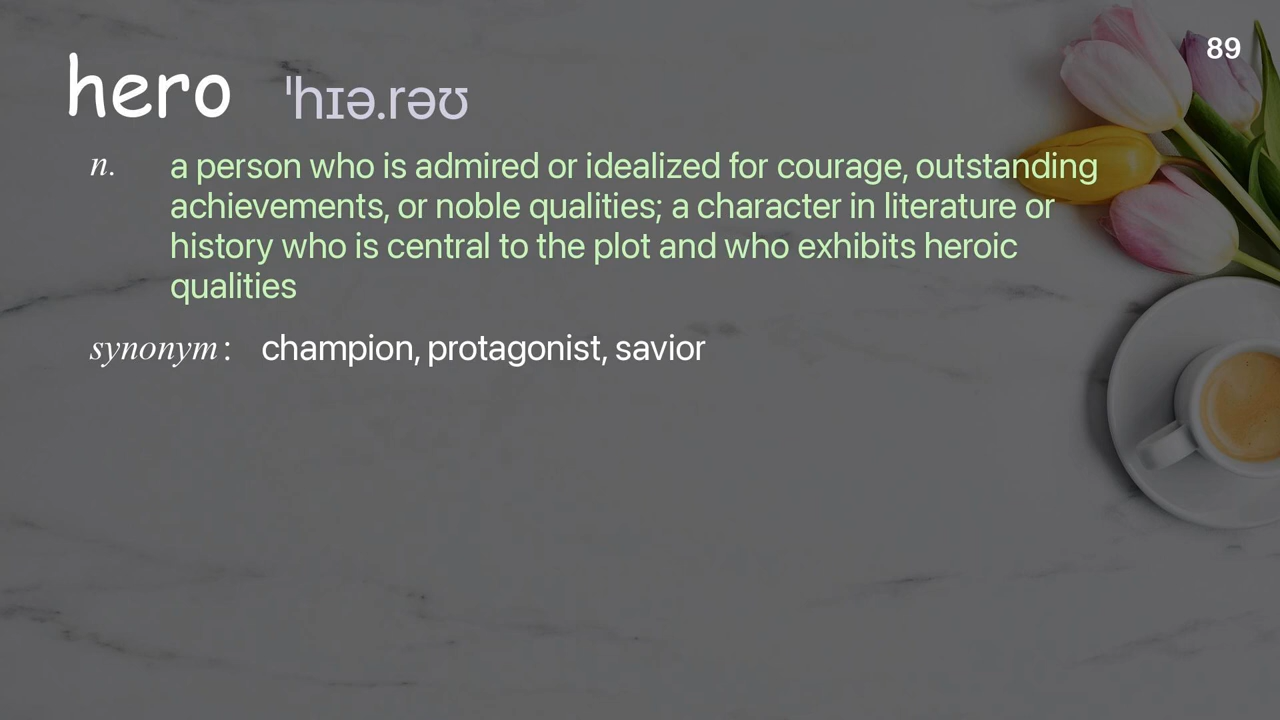 89
hero ˈhɪə.rəʊ
n. a person who is admired or idealized for courage, outstanding
achievements, or noble qualities; a character in literature or
history who is central to the plot and who exhibits heroic
qualities
synonym: champion, protagonist, savior